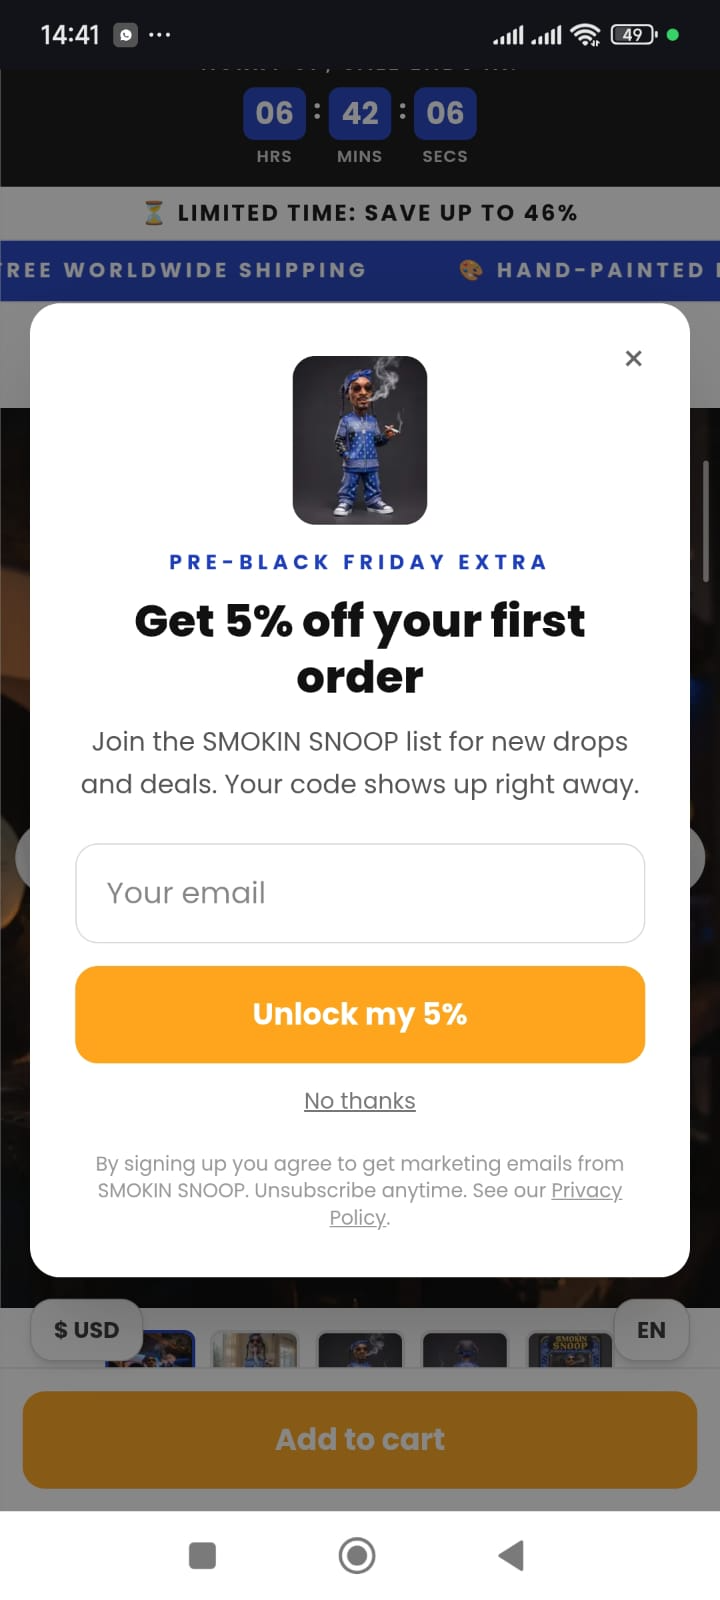 14:41
49
06 : 42 : 06
HRS MINS SECS
⏳ LIMITED TIME: SAVE UP TO 46%
WORLDWIDE SHIPPING 🎨 HAND-PAINTED
×
PRE-BLACK FRIDAY EXTRA
Get 5% off your first
order
Join the SMOKIN SNOOP list for new drops
and deals. Your code shows up right away.
Your email
Unlock my 5%
No thanks
By signing up you agree to get marketing emails from
SMOKIN SNOOP. Unsubscribe anytime. See our Privacy
Policy.
$ USD
EN
SMOKIN
SNOOP
Add to cart